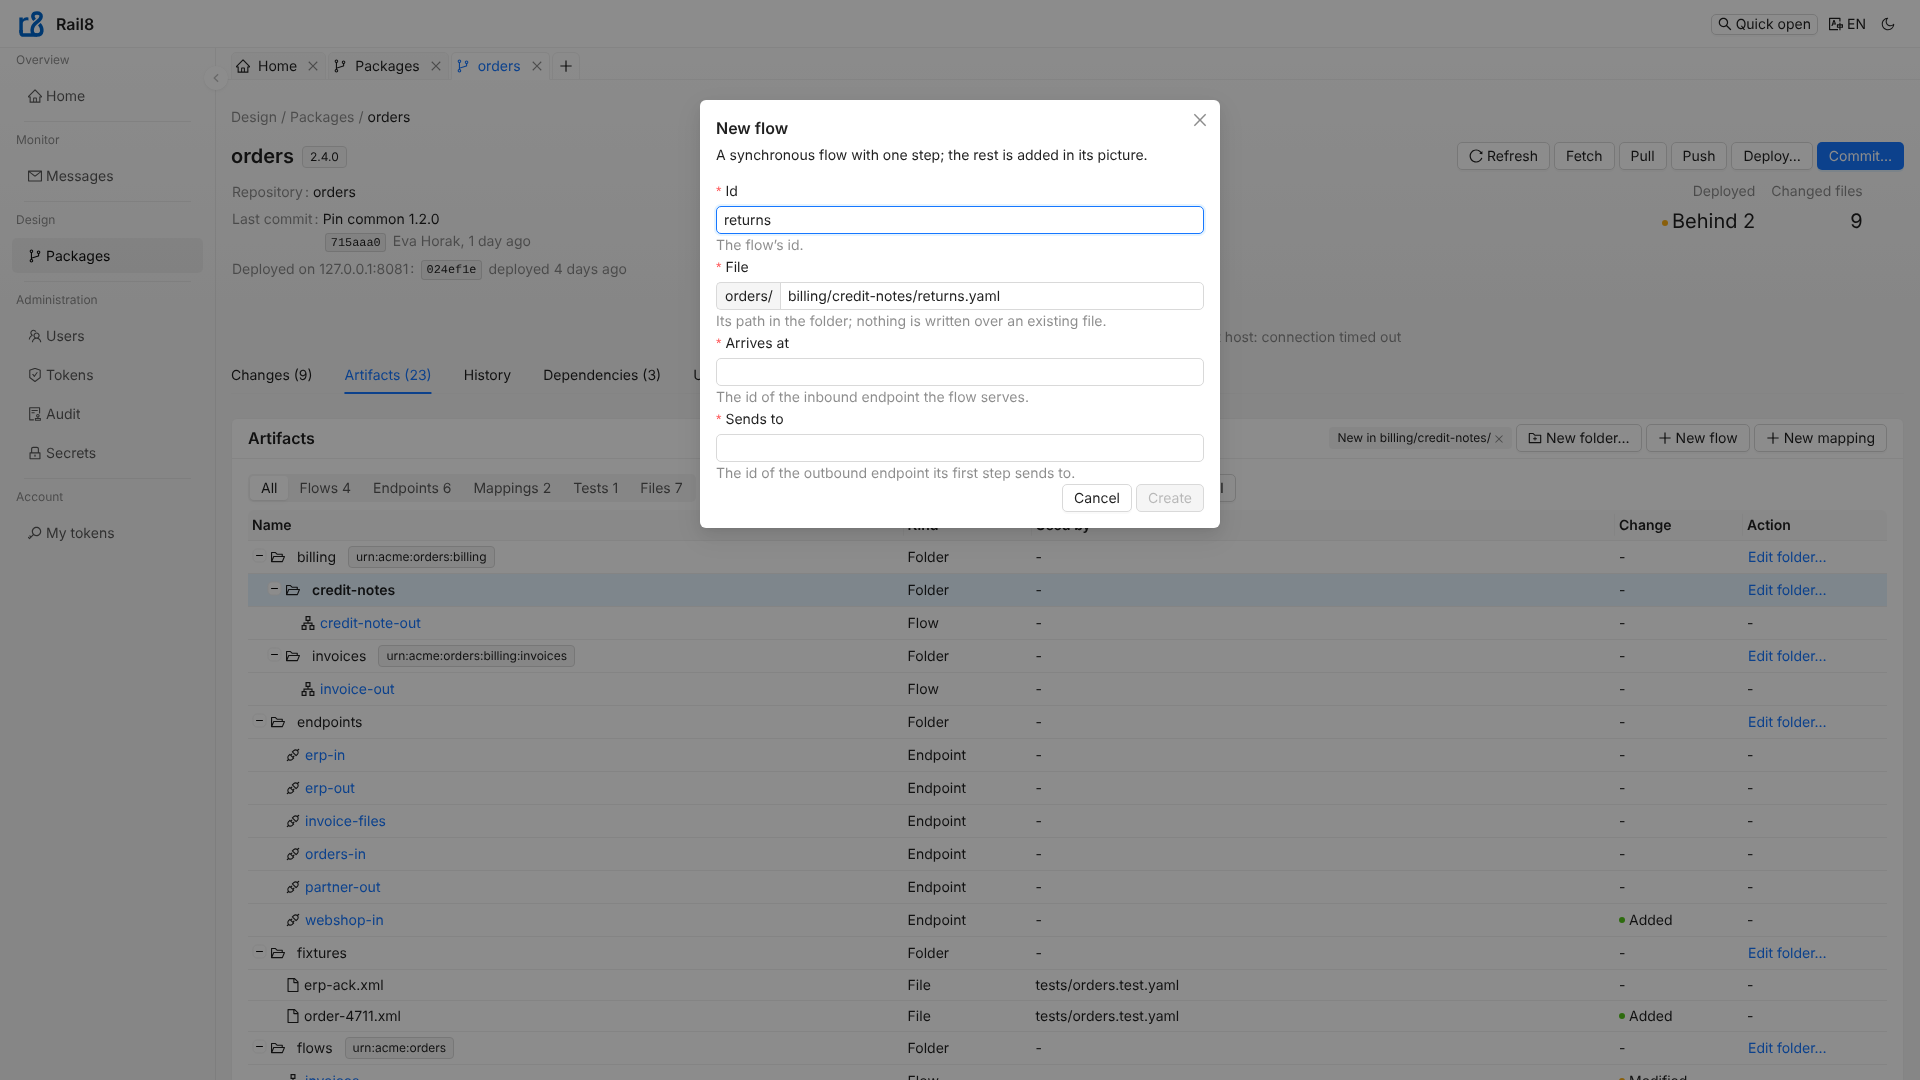 Rail8
Quick open
EN
Overview
Home
Monitor
Messages
Design
Packages
Administration
Users
Tokens
Audit
Secrets
Account
My tokens
Home
Packages
orders
Design / Packages / orders
orders 2.4.0
Refresh
Fetch
Pull
Push
Deploy...
Commit...
Repository: orders
Last commit: Pin common 1.2.0
715aaa0 Eva Horak, 1 day ago
Deployed on 127.0.0.1:8081: 024ef1e deployed 4 days ago
Deployed
Behind 2
Changed files
9
host: connection timed out
Changes (9)
Artifacts (23)
History
Dependencies (3)
New flow
A synchronous flow with one step; the rest is added in its picture.
* Id
returns
The flow's id.
* File
orders/ billing/credit-notes/returns.yaml
Its path in the folder; nothing is written over an existing file.
* Arrives at
The id of the inbound endpoint the flow serves.
* Sends to
The id of the outbound endpoint its first step sends to.
Cancel
Create
Artifacts
New in billing/credit-notes/
New folder...
New flow
New mapping
All
Flows 4
Endpoints 6
Mappings 2
Tests 1
Files 7
Name Change Action
billing urn:acme:orders:billing Folder - - Edit folder...
credit-notes Folder - - Edit folder...
credit-note-out Flow - - -
invoices urn:acme:orders:billing:invoices Folder - - Edit folder...
invoice-out Flow - - -
endpoints Folder - - Edit folder...
erp-in Endpoint - - -
erp-out Endpoint - - -
invoice-files Endpoint - - -
orders-in Endpoint - - -
partner-out Endpoint - - -
webshop-in Endpoint - Added -
fixtures Folder - - Edit folder...
erp-ack.xml File tests/orders.test.yaml - -
order-4711.xml File tests/orders.test.yaml Added -
flows urn:acme:orders Folder - - Edit folder...